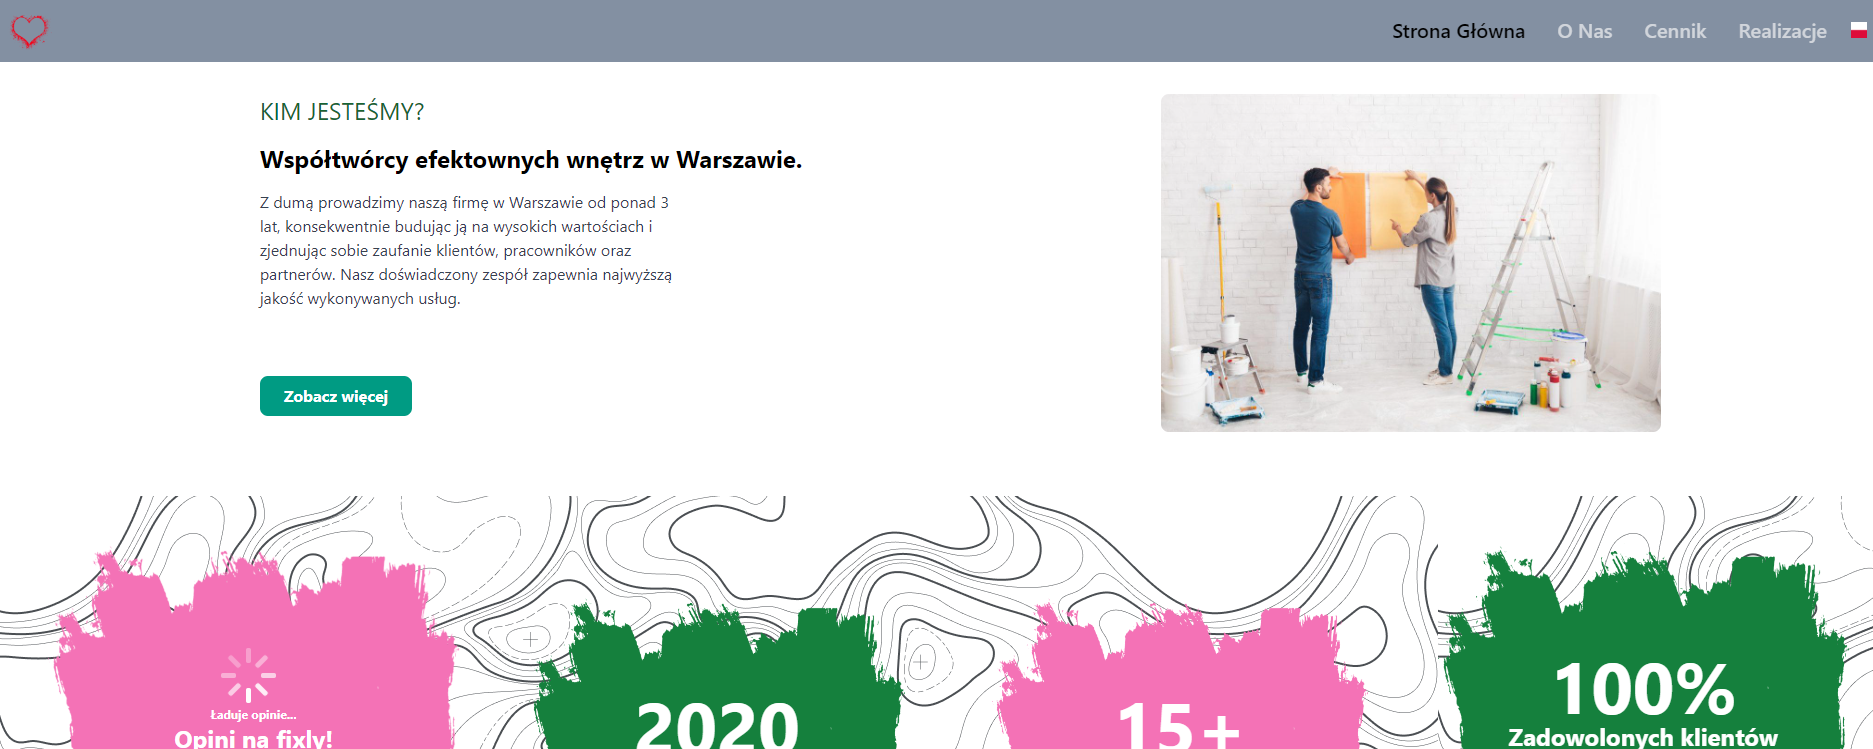 Strona Główna O Nas Cennik Realizacje
KIM JESTEŚMY?
Współtwórcy efektownych wnętrz w Warszawie.
Z dumą prowadzimy naszą firmę w Warszawie od ponad 3
lat, konsekwentnie budując ją na wysokich wartościach i
zjednując sobie zaufanie klientów, pracowników oraz
partnerów. Nasz doświadczony zespół zapewnia najwyższą
jakość wykonywanych usług.
Zobacz więcej
Ładuje opinie...
Opini na fixly!
2020
15+
100%
Zadowolonych klientów